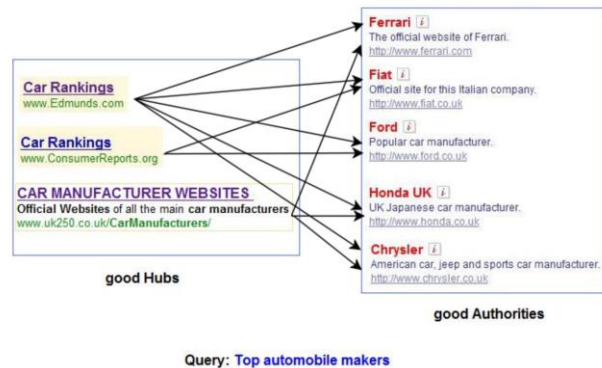 Car Rankings
www.Edmunds.com
Car Rankings
www.ConsumerReports.org
CAR MANUFACTURER WEBSITES
Official Websites of all the main car manufacturers
www.uk250.co.uk/CarManufacturers/
good Hubs
Ferrari i
The official website of Ferrari.
http://www.ferrari.com
Fiat i
Official site for this Italian company.
http://www.fiat.co.uk
Ford i
Popular car manufacturer.
http://www.ford.co.uk
Honda UK i
UK Japanese car manufacturer.
http://www.honda.co.uk
Chrysler i
American car, jeep and sports car manufacturer.
http://www.chrysler.co.uk
good Authorities
Query: Top automobile makers